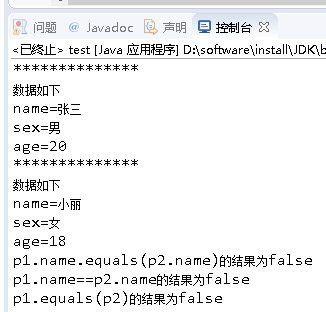 问题 @ Javadoc 声明 控制台
<已终止> test [Java 应用程序] D:\software\install\JDK\b
**************
数据如下
name=张三
sex=男
age=20
**************
数据如下
name=小丽
sex=女
age=18
p1.name.equals(p2.name)的结果为false
p1.name==p2.name的结果为false
p1.equals(p2)的结果为false